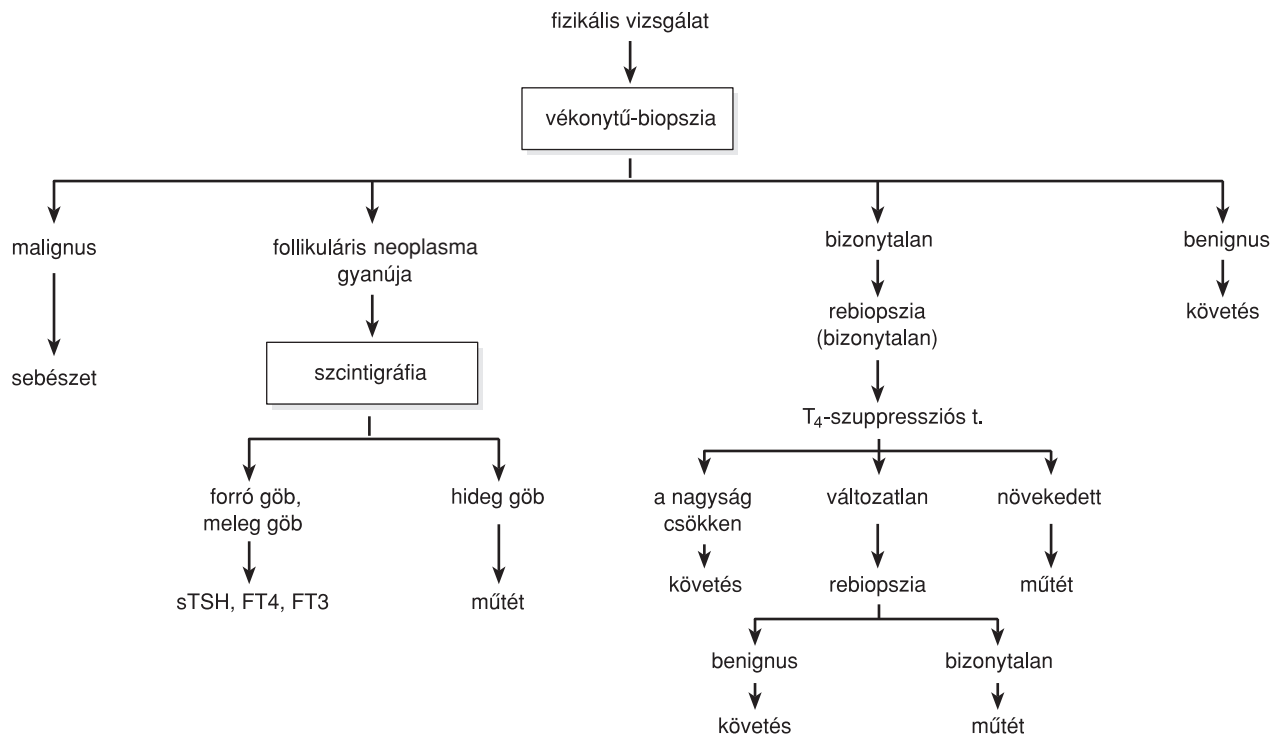 fizikális vizsgálat
vékonytű-biopszia
malignus
follikuláris neoplasma
gyanúja
bizonytalan
benignus
rebiopszia
(bizonytalan)
követés
sebészet
szcintigráfia
T₄-szuppressziós t.
forró göb,
meleg göb
hideg göb
a nagyság
csökken
változatlan
növekedett
sTSH, FT4, FT3
műtét
követés
rebiopszia
műtét
benignus
bizonytalan
követés
műtét